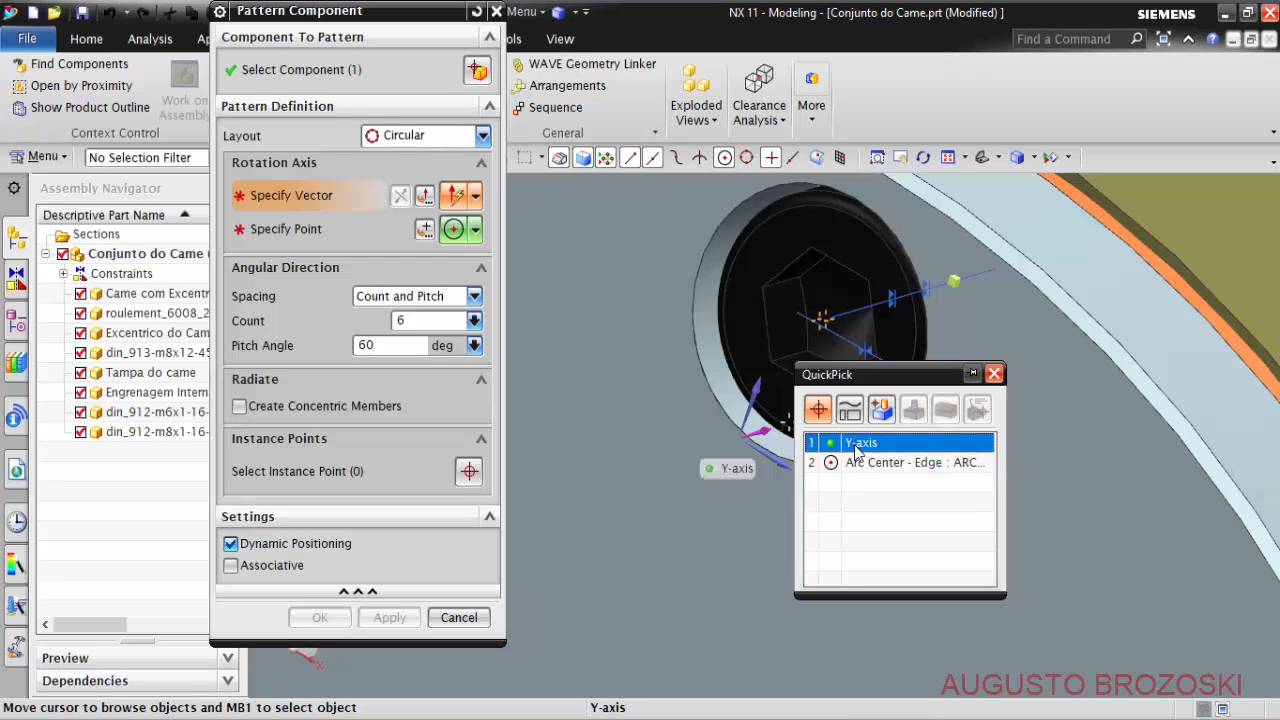 Pattern Component
Menu
NX 11 - Modeling - [Conjunto do Came.prt (Modified) ]
SIEMENS
File
Home
Analysis
ols
View
Find a Command
Component To Pattern
Select Component (1)
Find Components
Open by Proximity
Show Product Outline
Work on
Assembly
Context Control
WAVE Geometry Linker
Arrangements
Sequence
General
Exploded
Views
Clearance
Analysis
More
Menu
No Selection Filter
Pattern Definition
Layout
Circular
Rotation Axis
* Specify Vector
* Specify Point
Angular Direction
Spacing
Count and Pitch
Count
6
Pitch Angle
60
deg
Radiate
Create Concentric Members
Instance Points
Select Instance Point (0)
Settings
Dynamic Positioning
Associative
OK
Apply
Cancel
Assembly Navigator
Descriptive Part Name
Sections
Conjunto do Came (
Constraints
Came com Excentr
roulement_6008_2
Excentrico do Cam
din_913-m8x12-45
Tampa do came
Engrenagem Intern
din_912-m6x1-16-
din_912-m6x1-16-
Preview
Dependencies
QuickPick
1 Y-axis
2 Arc Center - Edge : ARC...
Y-axis
X
AUGUSTO BROZOSKI
Move cursor to browse objects and MB1 to select object
Y-axis